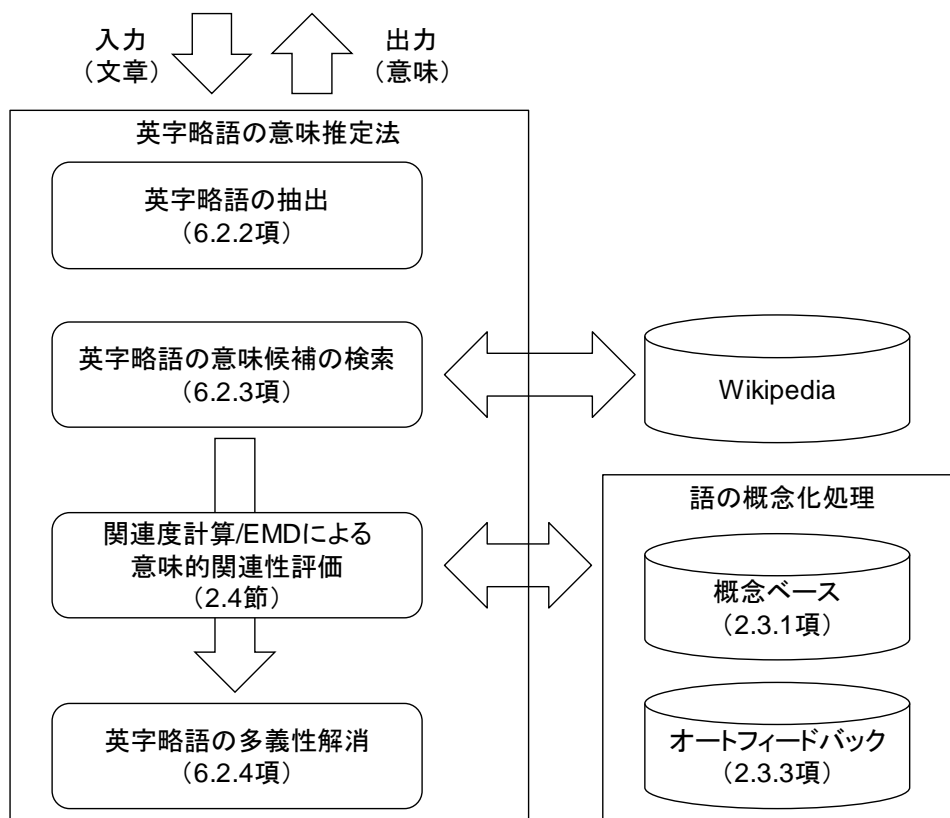 入力
（文章）
出力
（意味）
英字略語の意味推定法
英字略語の抽出
（6.2.2項）
英字略語の意味候補の検索
（6.2.3項）
Wikipedia
関連度計算/EMDによる
意味的関連性評価
（2.4節）
語の概念化処理
概念ベース
（2.3.1項）
オートフィードバック
（2.3.3項）
英字略語の多義性解消
（6.2.4項）